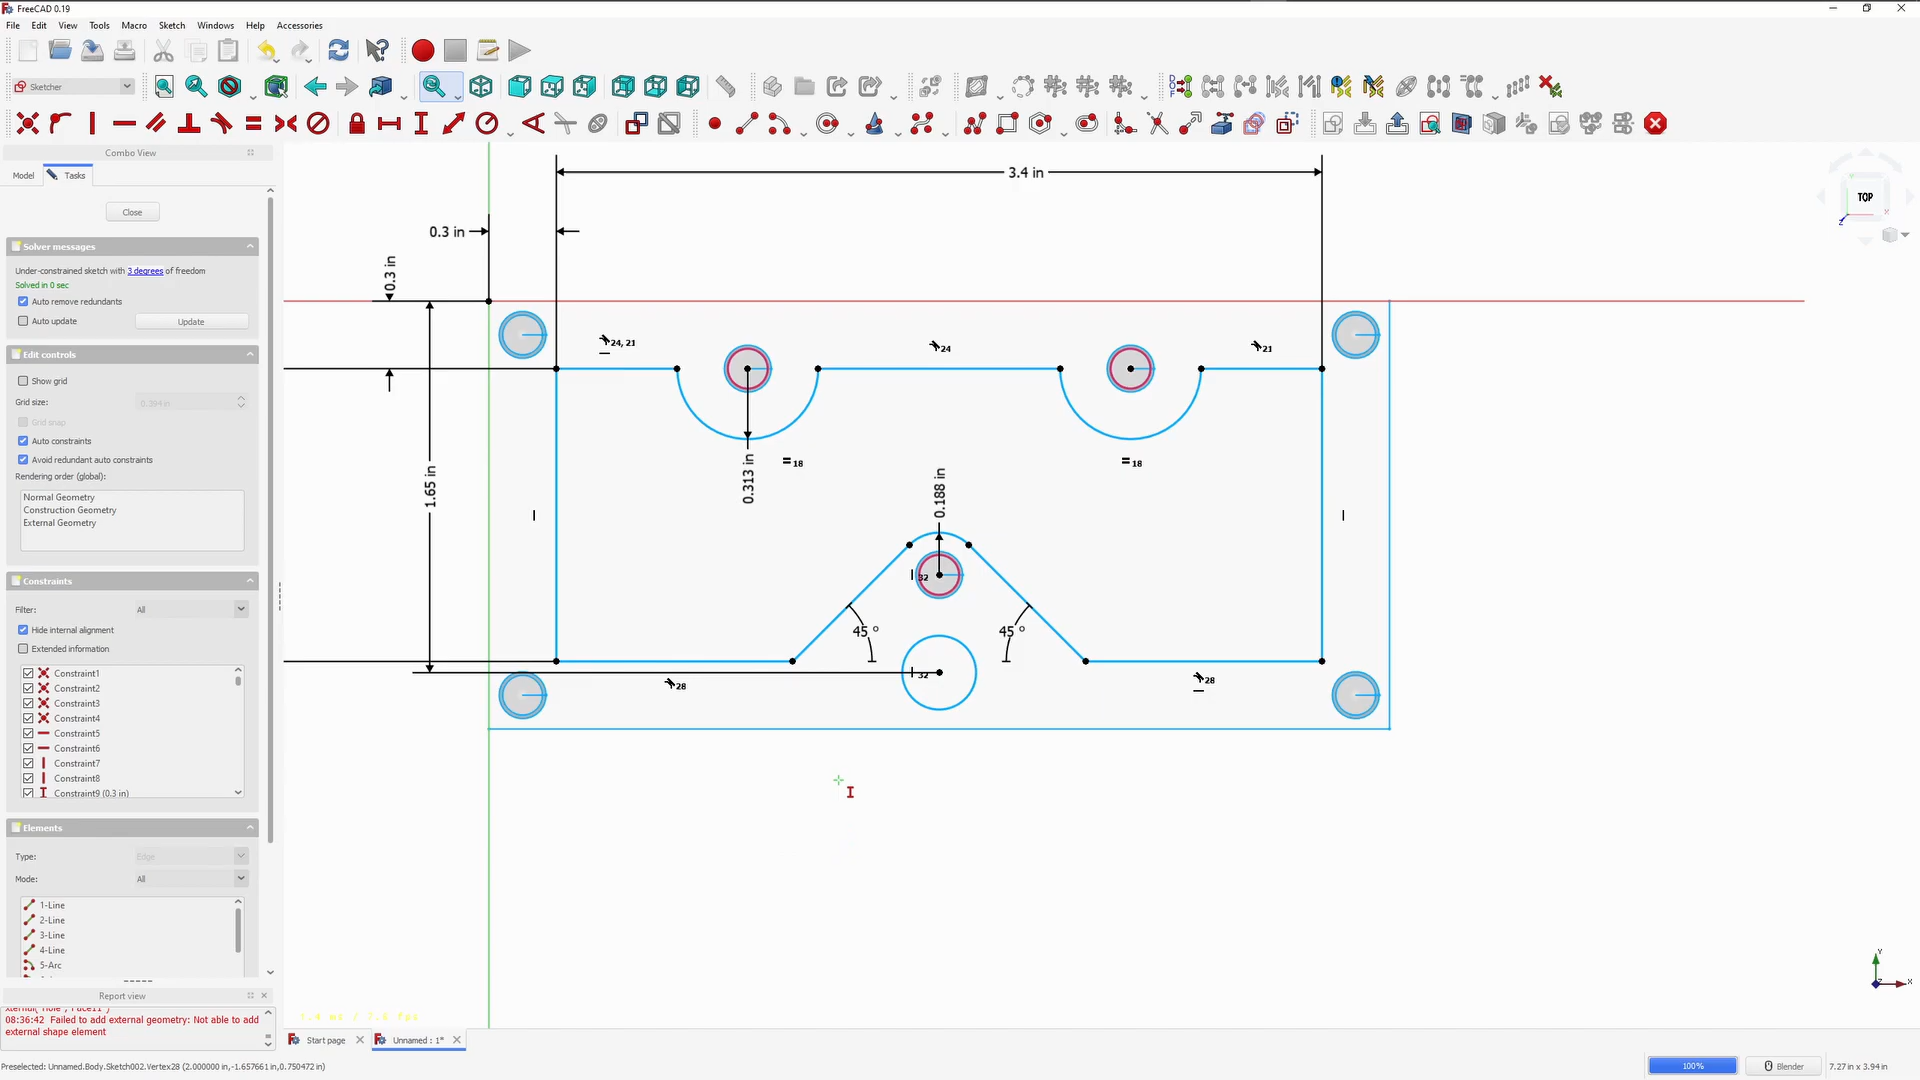 FreeCAD 0.19
File Edit View Tools Macro Sketch Windows Help Accessories
Sketcher
Combo View
Model Tasks
Close
Solver messages
Under-constrained sketch with 3 degrees of freedom
Solved in 0 sec
Auto remove redundants
Auto update Update
Edit controls
Show grid
Grid size: 0.394 in
Grid snap
Auto constraints
Avoid redundant auto constraints
Rendering order (global):
Normal Geometry
Construction Geometry
External Geometry
Constraints
Filter: All
Hide internal alignment
Extended information
Constraint1
Constraint2
Constraint3
Constraint4
Constraint5
Constraint6
Constraint7
Constraint8
Constraint9 (0.3 in)
Elements
Type: Edge
Mode: All
1-Line
2-Line
3-Line
4-Line
5-Arc
Report view
08:36:42 Failed to add external geometry: Not able to add
external shape element
3.4 in
0.3 in
0.3 in
24, 21
24
21
1.65 in
0.313 in
18
18
0.188 in
32
45 °
45 °
32
28
28
TOP
Y
X
Start page
Unnamed : 1*
Preselected: Unnamed.Body.Sketch002.Vertex28 (2.000000 in,-1.657661 in,0.750472 in)
100%
Blender
7.27 in x 3.94 in